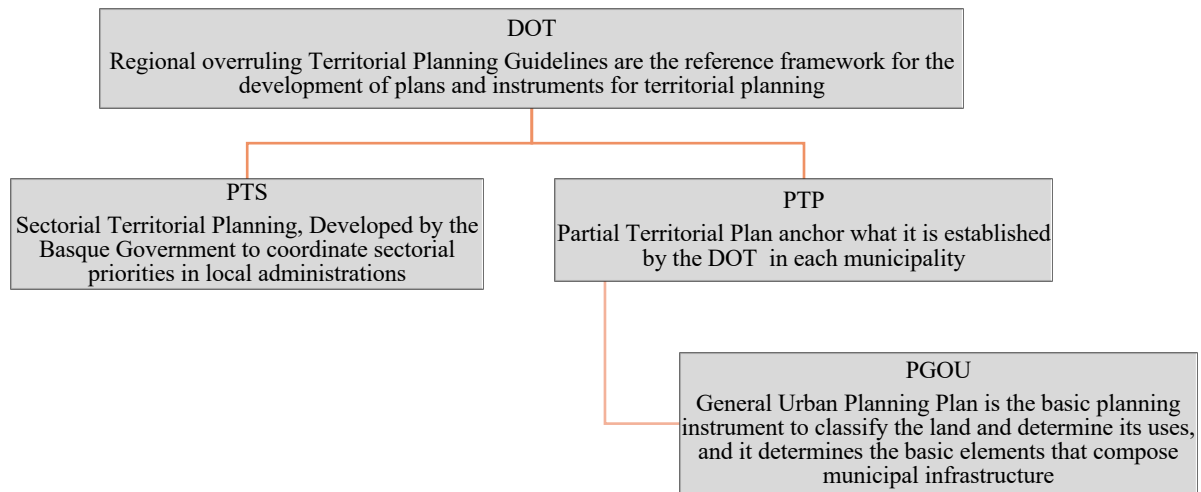 DOT
Regional overruling Territorial Planning Guidelines are the reference framework for the
development of plans and instruments for territorial planning
PTS
Sectorial Territorial Planning, Developed by the
Basque Government to coordinate sectorial
priorities in local administrations
PTP
Partial Territorial Plan anchor what it is established
by the DOT in each municipality
PGOU
General Urban Planning Plan is the basic planning
instrument to classify the land and determine its uses,
and it determines the basic elements that compose
municipal infrastructure